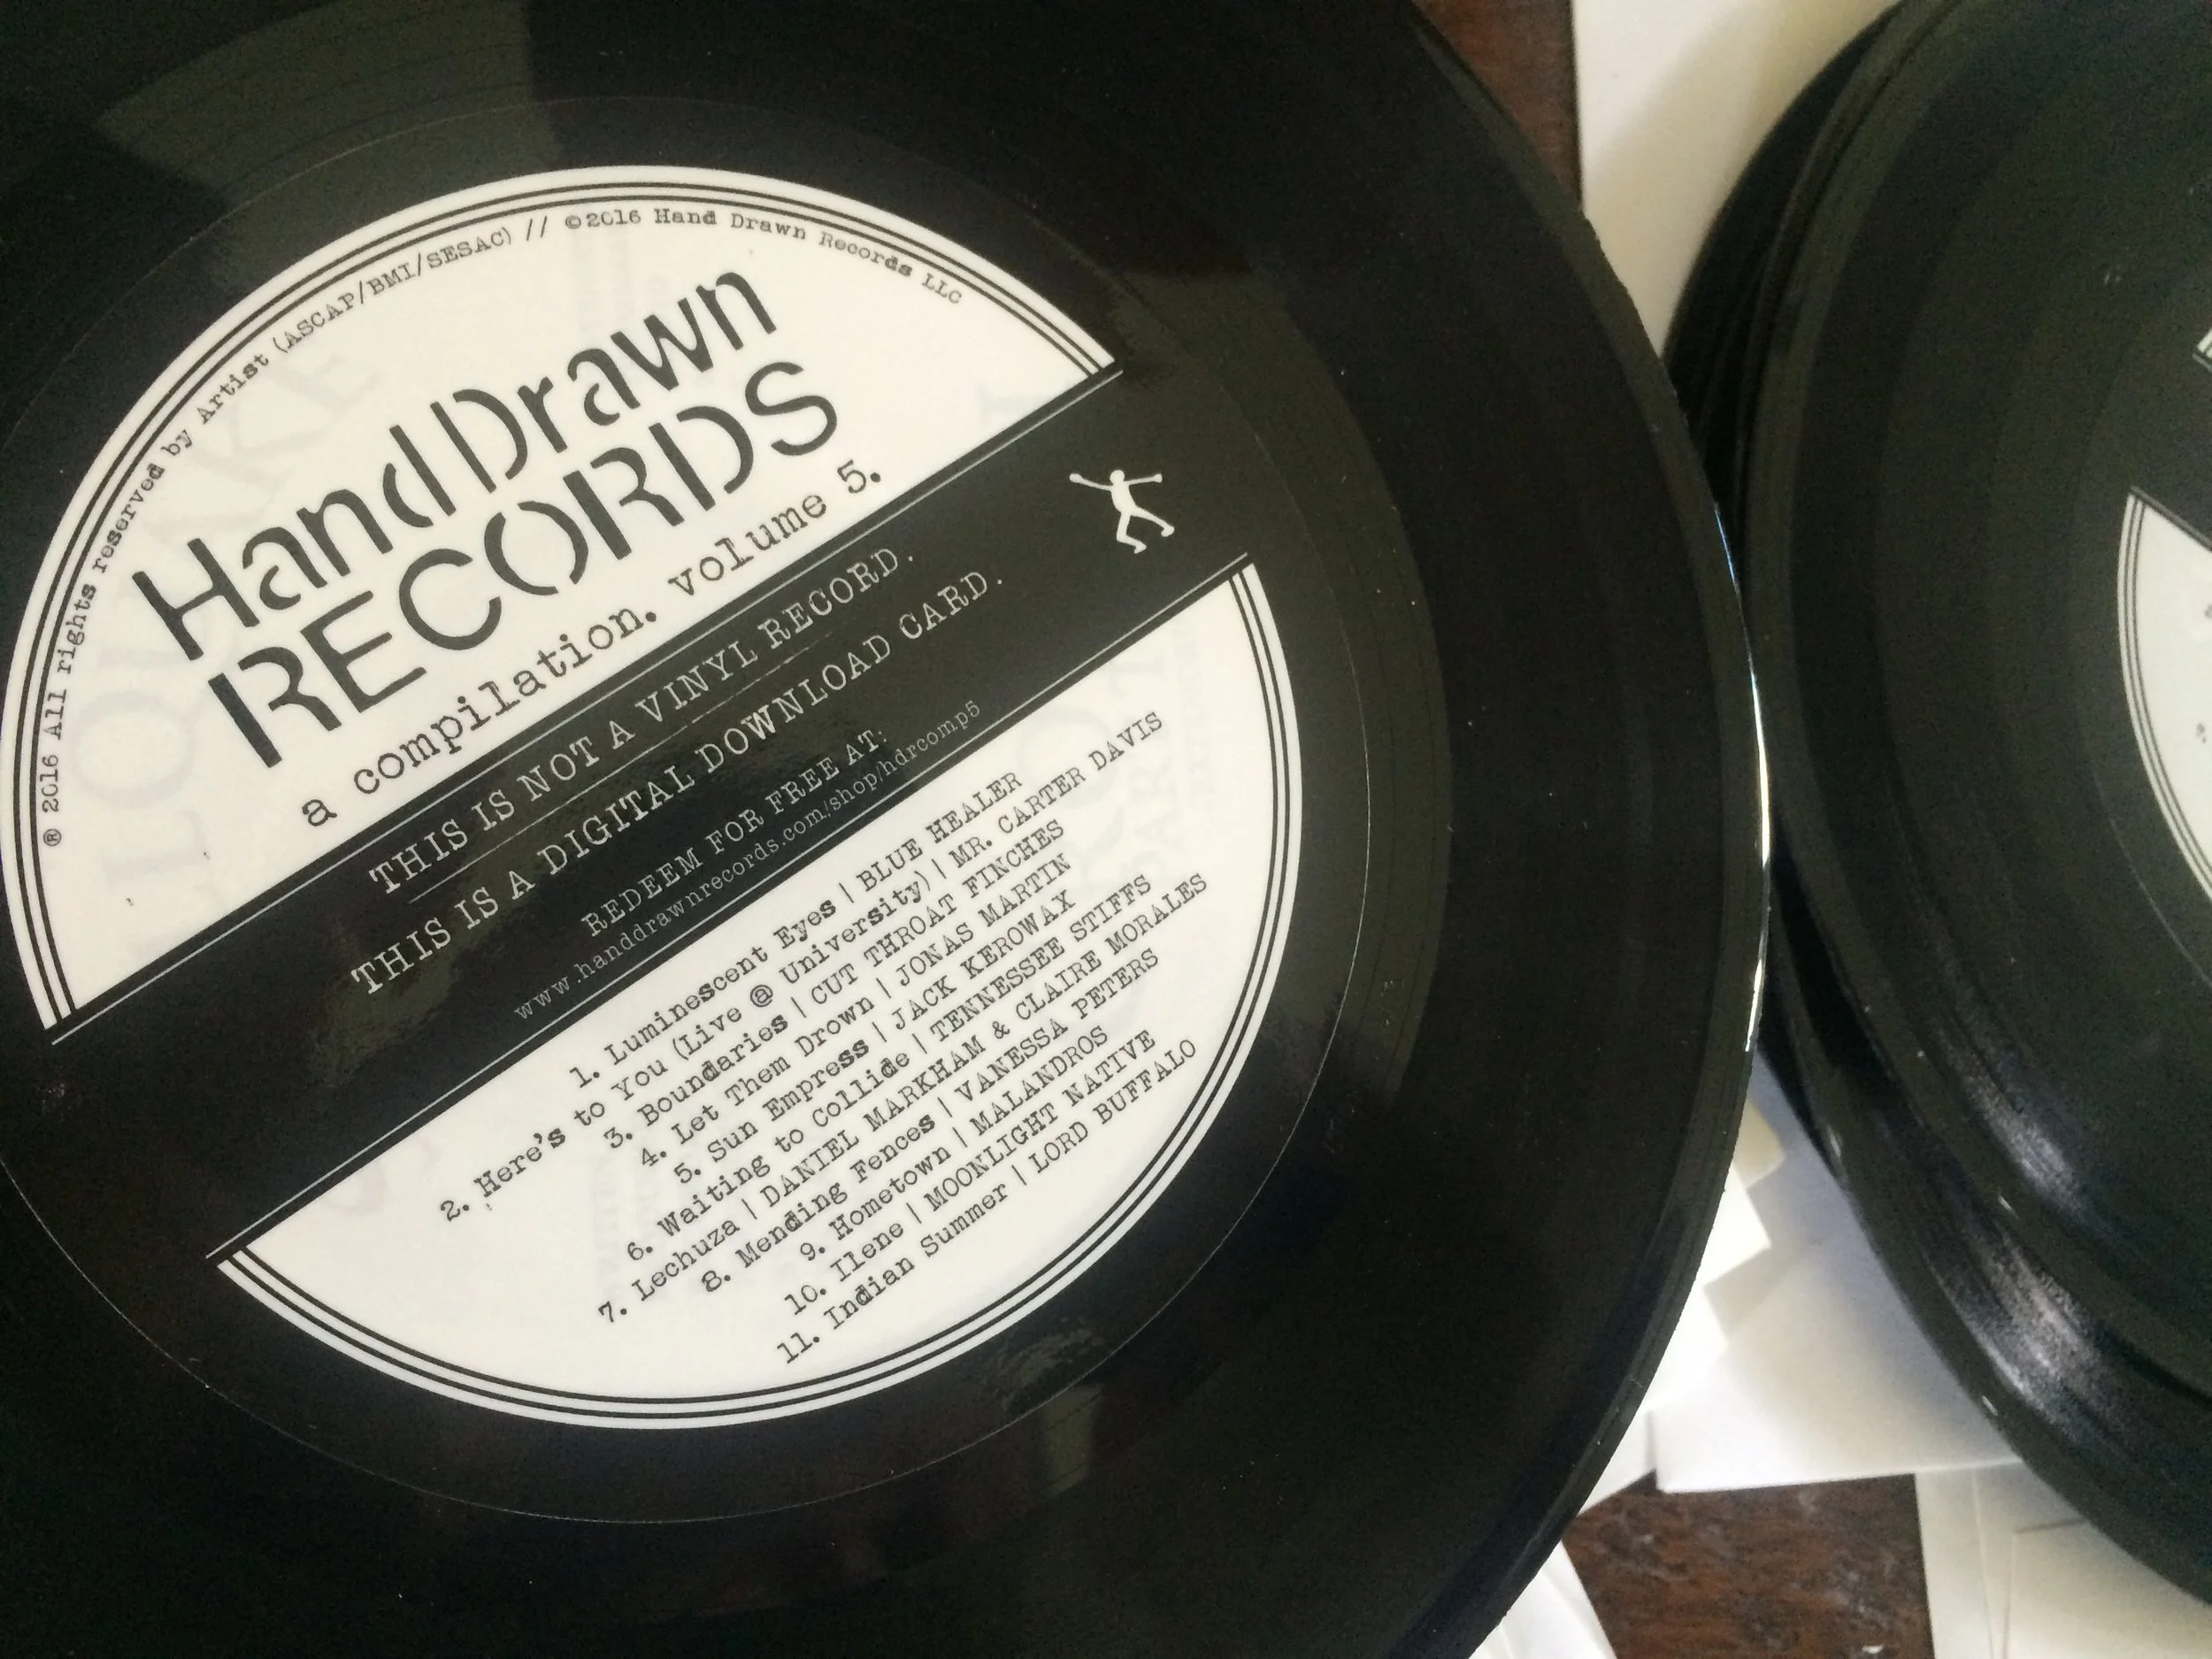 ® 2016 All rights reserved by Artist (ASCAP/BMI/SESAC) // ©2016 Hand Drawn Records LLC
Hand Drawn
RECORDS
a compilation. volume 5.
THIS IS NOT A VINYL RECORD.
THIS IS A DIGITAL DOWNLOAD CARD.
REDEEM FOR FREE AT:
www.handdrawnrecords.com/shop/hdrcomp5
1. Luminescent Eyes | BLUE HEALER
2. Here's to You (Live @ University) | MR. CARTER DAVIS
3. Boundaries | CUT THROAT FINCHES
4. Let Them Drown | JONAS MARTIN
5. Sun Empress | JACK KEROWAX
6. Waiting to Collide | TENNESSEE STIFFS
7. Lechuza | DANIEL MARKHAM & CLAIRE MORALES
8. Mending Fences | VANESSA PETERS
9. Hometown | MALANDROS
10. Ilene | MOONLIGHT NATIVE
11. Indian Summer | LORD BUFFALO